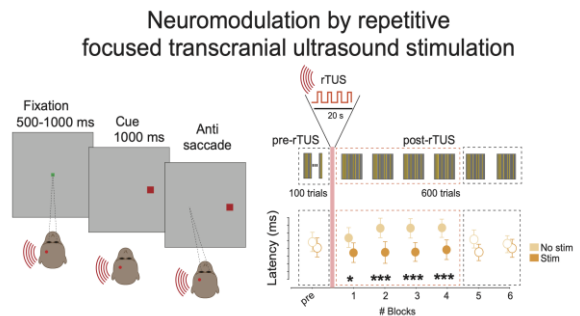 Neuromodulation by repetitive
focused transcranial ultrasound stimulation
Fixation
500-1000 ms
Cue
1000 ms
Anti
saccade
rTUS
20 s
pre-rTUS
post-rTUS
100 trials
600 trials
Latency (ms)
No stim
Stim
* *** *** ***
pre 1 2 3 4 5 6
# Blocks